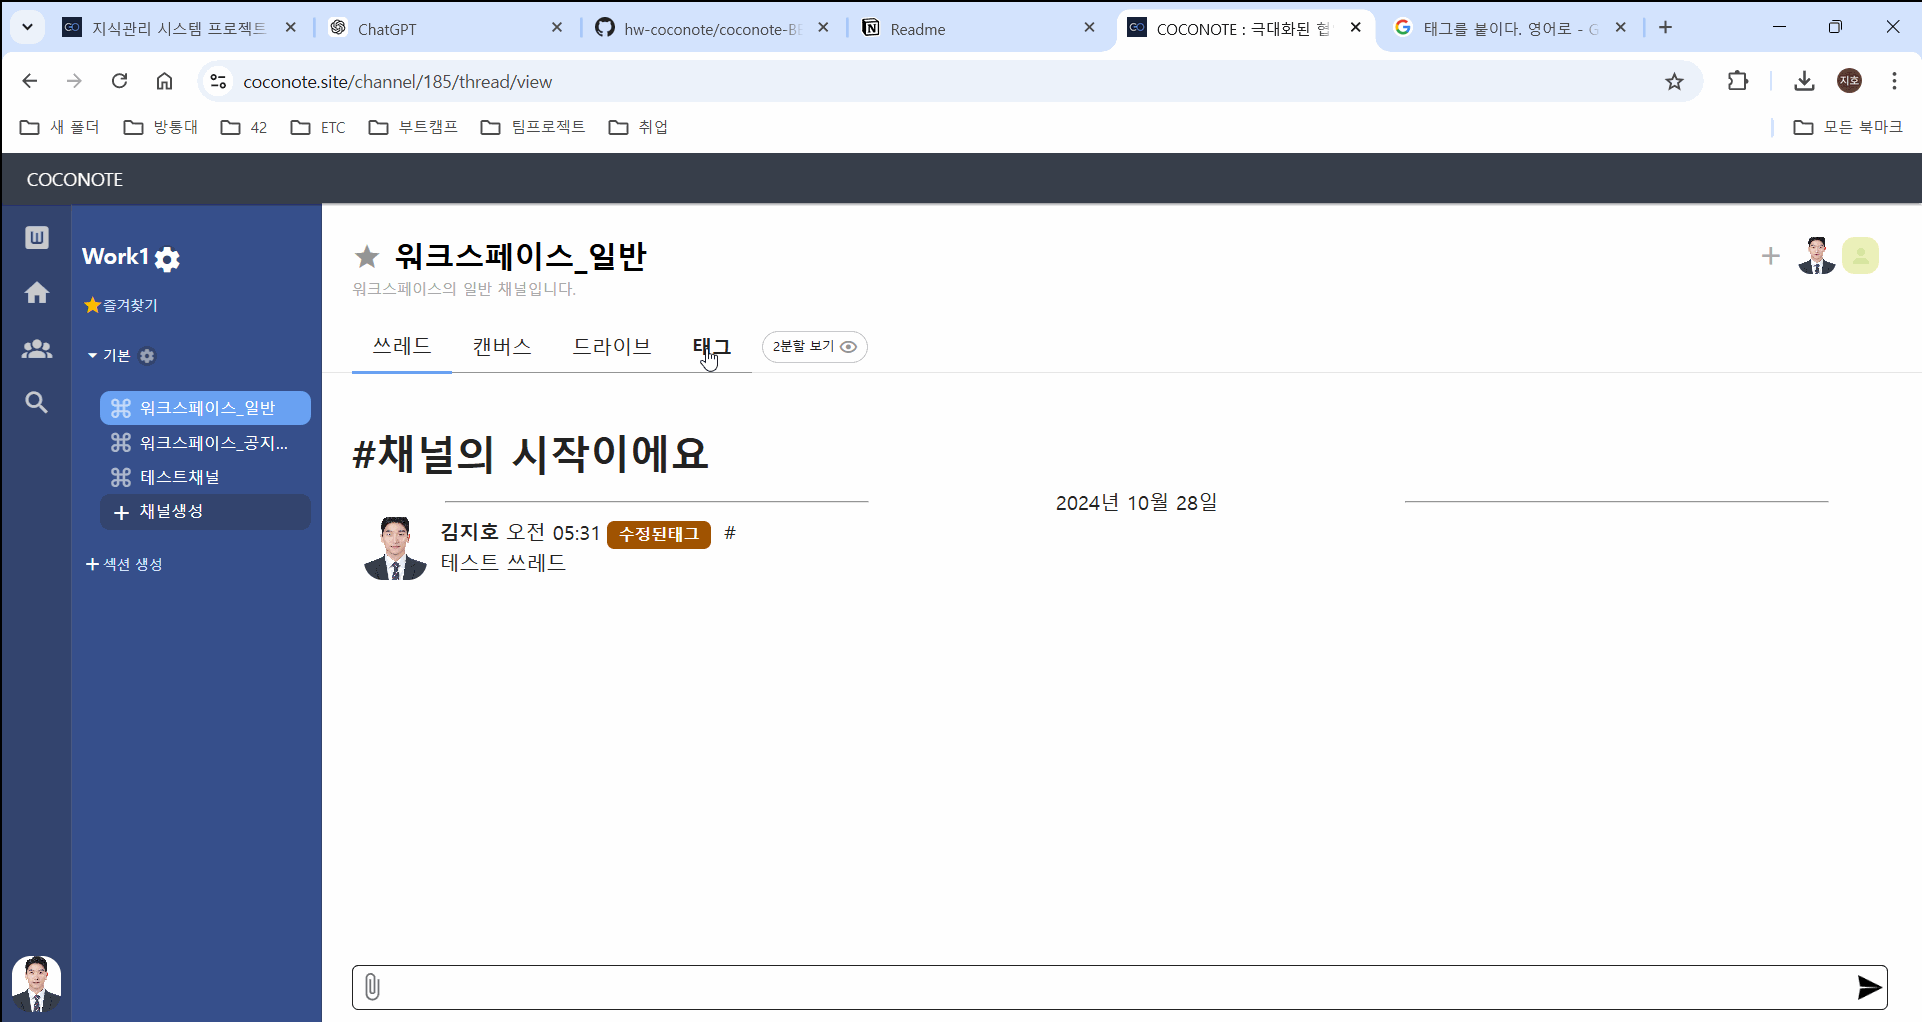 지식관리 시스템 프로젝트
ChatGPT
hw-coconote/coconote-BE
Readme
COCONOTE : 극대화된 협
태그를 붙이다. 영어로 - G
coconote.site/channel/185/thread/view
지호
새 폴더
방통대
42
ETC
부트캠프
팀프로젝트
취업
모든 북마크
COCONOTE
Work1
즐겨찾기
기본
워크스페이스_일반
워크스페이스_공지...
테스트채널
+ 채널생성
+ 섹션 생성
워크스페이스_일반
워크스페이스의 일반 채널입니다.
쓰레드 캔버스 드라이브 태그 2분할 보기
#채널의 시작이에요
2024년 10월 28일
김지호 오전 05:31 수정된태그 #
테스트 쓰레드